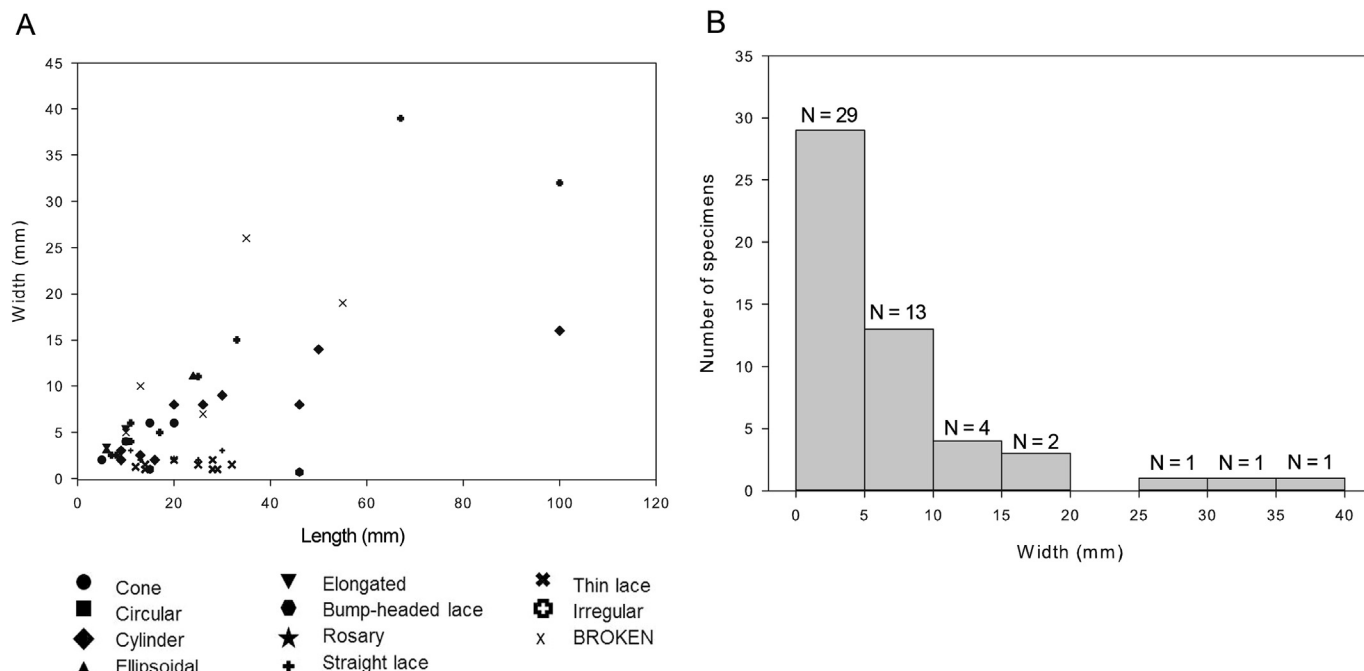 A
45
40
35
30
25
20
15
10
5
0
Width (mm)
0 20 40 60 80 100 120
Length (mm)
Cone
Circular
Cylinder
Ellipsoidal
Elongated
Bump-headed lace
Rosary
Straight lace
Thin lace
Irregular
BROKEN
B
35
30
25
20
15
10
5
0
Number of specimens
N = 29
N = 13
N = 4
N = 2
N = 1 N = 1 N = 1
0 5 10 15 20 25 30 35 40
Width (mm)